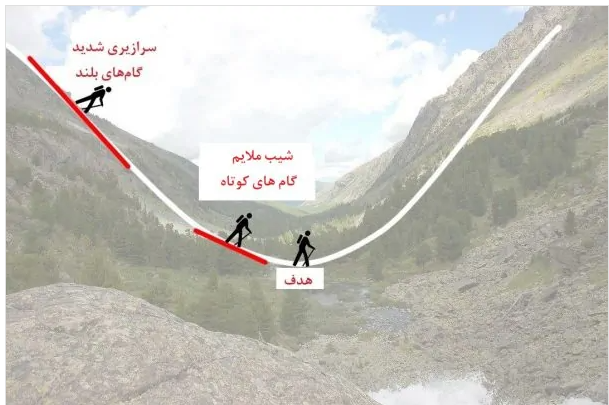 سرازیری شدید
گام‌های بلند
شیب ملایم
گام های کوتاه
هدف